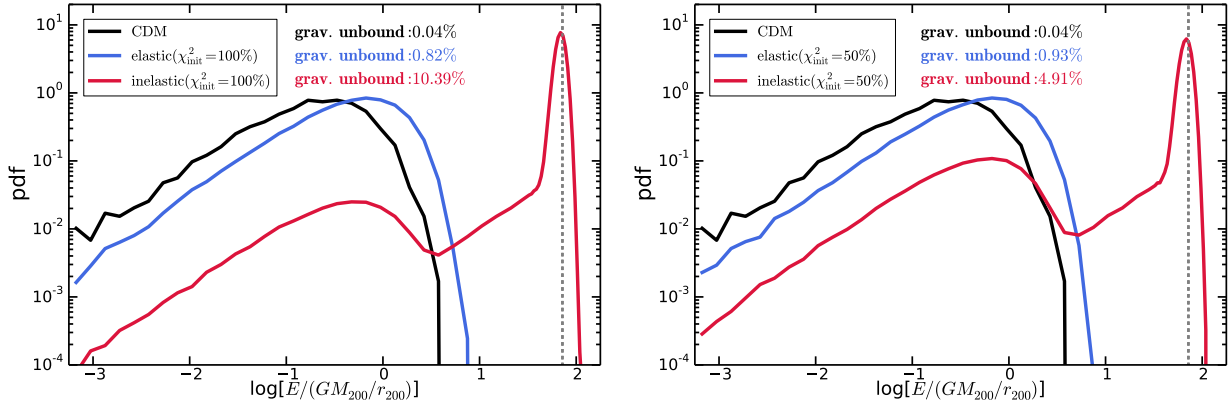 CDM
elastic(χ²init=100%)
inelastic(χ²init=100%)
grav. unbound:0.04%
grav. unbound:0.82%
grav. unbound:10.39%
pdf
10¹
10⁰
10⁻¹
10⁻²
10⁻³
10⁻⁴
−3 −2 −1 0 1 2
log[E/(GM₂₀₀/r₂₀₀)]
CDM
elastic(χ²init=50%)
inelastic(χ²init=50%)
grav. unbound:0.04%
grav. unbound:0.93%
grav. unbound:4.91%
pdf
10¹
10⁰
10⁻¹
10⁻²
10⁻³
10⁻⁴
−3 −2 −1 0 1 2
log[E/(GM₂₀₀/r₂₀₀)]